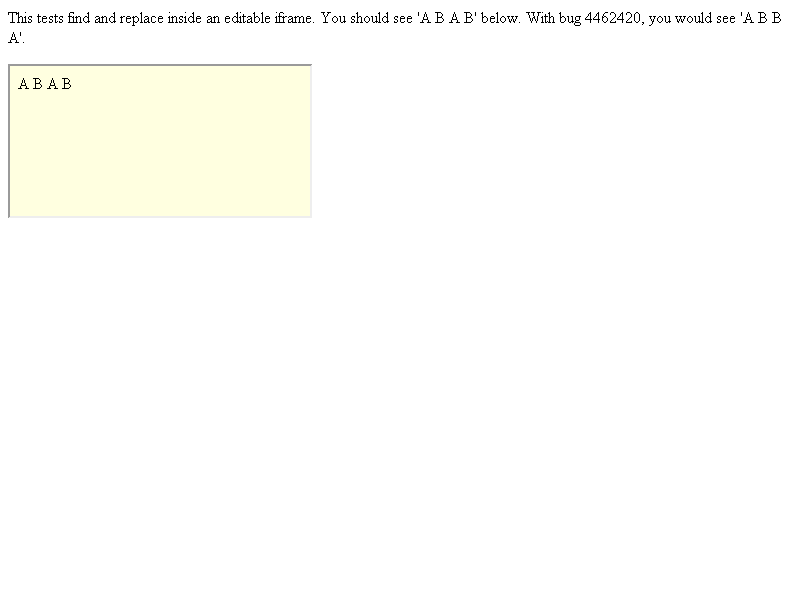 This tests find and replace inside an editable iframe. You should see 'A B A B' below. With bug 4462420, you would see 'A B B
A'.
A B A B